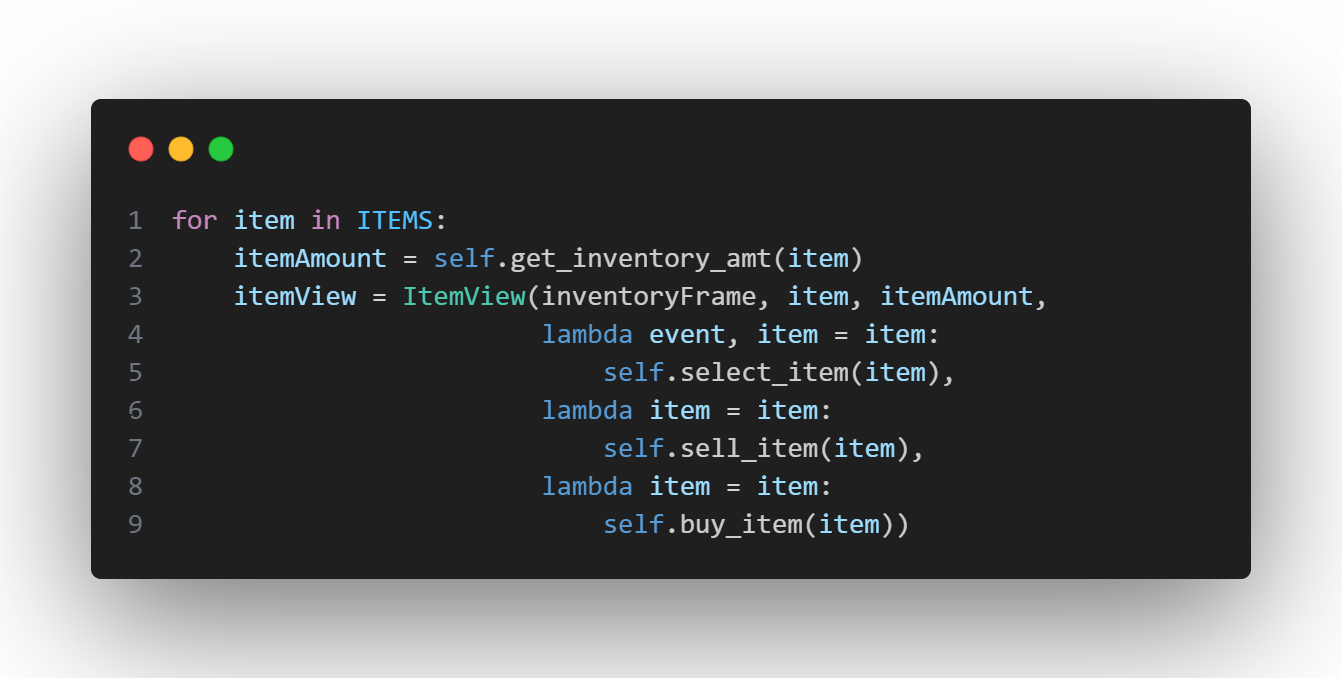 1 for item in ITEMS:
2     itemAmount = self.get_inventory_amt(item)
3     itemView = ItemView(inventoryFrame, item, itemAmount,
4                         lambda event, item = item:
5                             self.select_item(item),
6                         lambda item = item:
7                             self.sell_item(item),
8                         lambda item = item:
9                             self.buy_item(item))